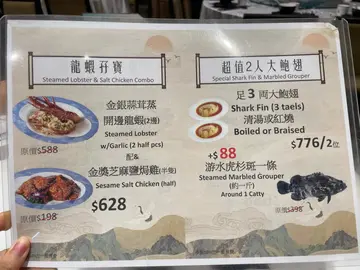 龍蝦孖寶
Steamed Lobster & Salt Chicken Combo
金銀蒜茸蒸
開邊龍蝦(2邊)
Steamed Lobster
w/Garlic (2 half pcs)
原價$588
配&
金獎芝麻鹽焗雞(半隻)
Sesame Salt Chicken (half)
原價$198
$628
超值2人大鮑翅
Special Shark Fin & Marbled Grouper
足3両大鮑翅
Shark Fin (3 taels)
清湯或紅燒
Boiled or Braised
$776/2位
+$88
游水虎杉斑一條
Steamed Marbled Grouper
(約一斤)
Around 1 Catty
原價$398